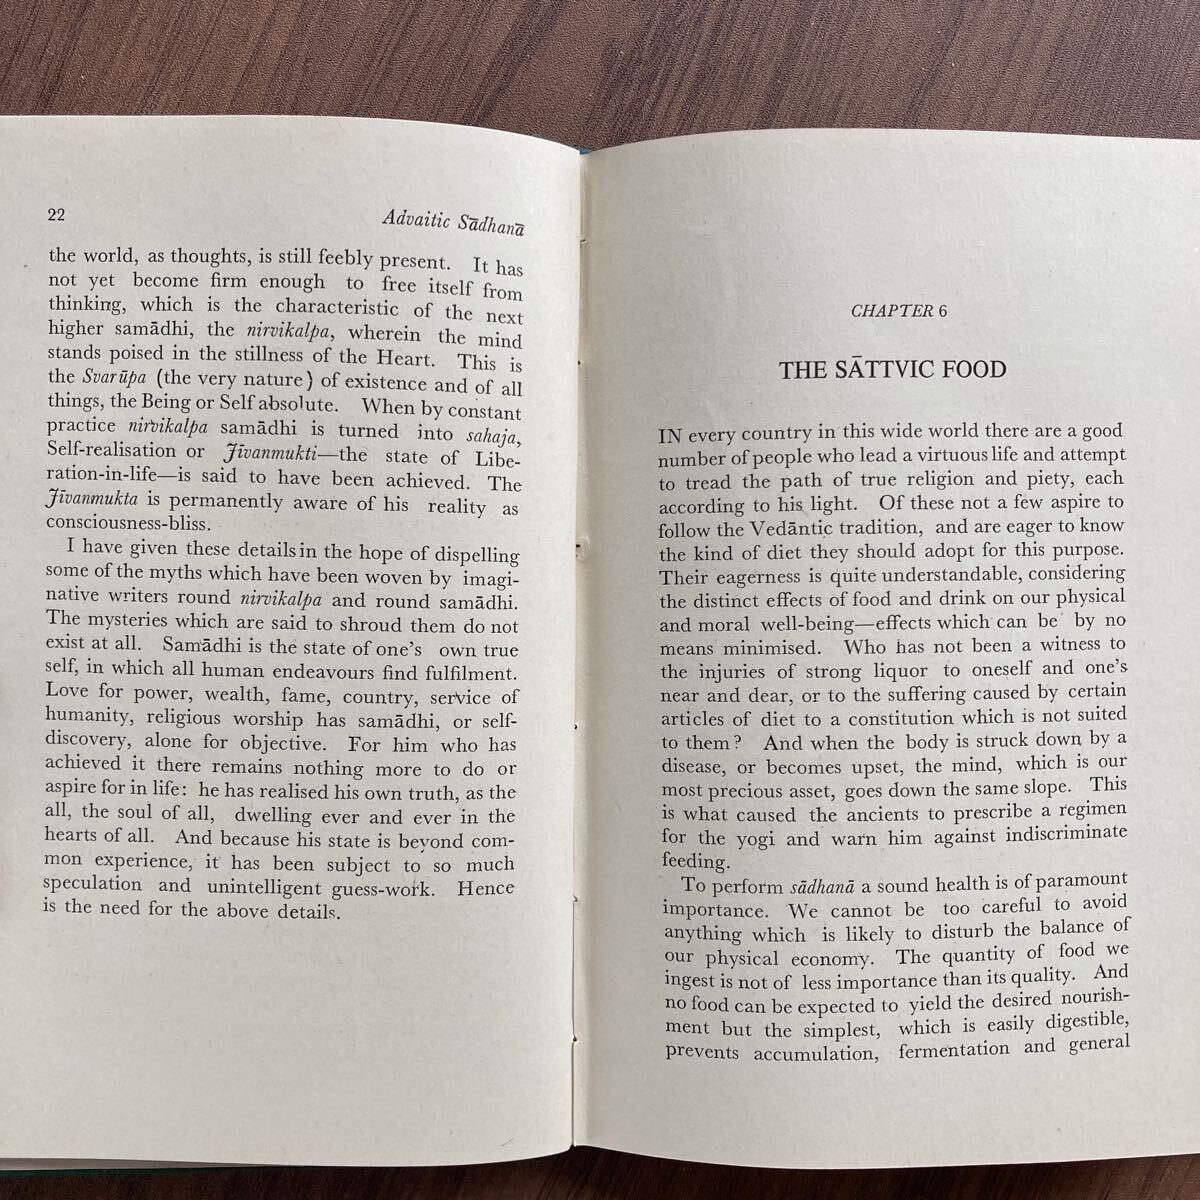 22
Advaitic Sādhanā
the world, as thoughts, is still feebly present. It has
not yet become firm enough to free itself from
thinking, which is the characteristic of the next
higher samādhi, the nirvikalpa, wherein the mind
stands poised in the stillness of the Heart. This is
the Svarūpa (the very nature) of existence and of all
things, the Being or Self absolute. When by constant
practice nirvikalpa samādhi is turned into sahaja,
Self-realisation or Jīvanmukti—the state of Libe-
ration-in-life—is said to have been achieved. The
Jīvanmukta is permanently aware of his reality as
consciousness-bliss.
I have given these details in the hope of dispelling
some of the myths which have been woven by imagi-
native writers round nirvikalpa and round samādhi.
The mysteries which are said to shroud them do not
exist at all. Samādhi is the state of one's own true
self, in which all human endeavours find fulfilment.
Love for power, wealth, fame, country, service of
humanity, religious worship has samādhi, or self-
discovery, alone for objective. For him who has
achieved it there remains nothing more to do or
aspire for in life: he has realised his own truth, as the
all, the soul of all, dwelling ever and ever in the
hearts of all. And because his state is beyond com-
mon experience, it has been subject to so much
speculation and unintelligent guess-work. Hence
is the need for the above details.
CHAPTER 6
THE SĀTTVIC FOOD
IN every country in this wide world there are a good
number of people who lead a virtuous life and attempt
to tread the path of true religion and piety, each
according to his light. Of these not a few aspire to
follow the Vedāntic tradition, and are eager to know
the kind of diet they should adopt for this purpose.
Their eagerness is quite understandable, considering
the distinct effects of food and drink on our physical
and moral well-being—effects which can be by no
means minimised. Who has not been a witness to
the injuries of strong liquor to oneself and one's
near and dear, or to the suffering caused by certain
articles of diet to a constitution which is not suited
to them? And when the body is struck down by a
disease, or becomes upset, the mind, which is our
most precious asset, goes down the same slope. This
is what caused the ancients to prescribe a regimen
for the yogi and warn him against indiscriminate
feeding.
To perform sādhanā a sound health is of paramount
importance. We cannot be too careful to avoid
anything which is likely to disturb the balance of
our physical economy. The quantity of food we
ingest is not of less importance than its quality. And
no food can be expected to yield the desired nourish-
ment but the simplest, which is easily digestible,
prevents accumulation, fermentation and general